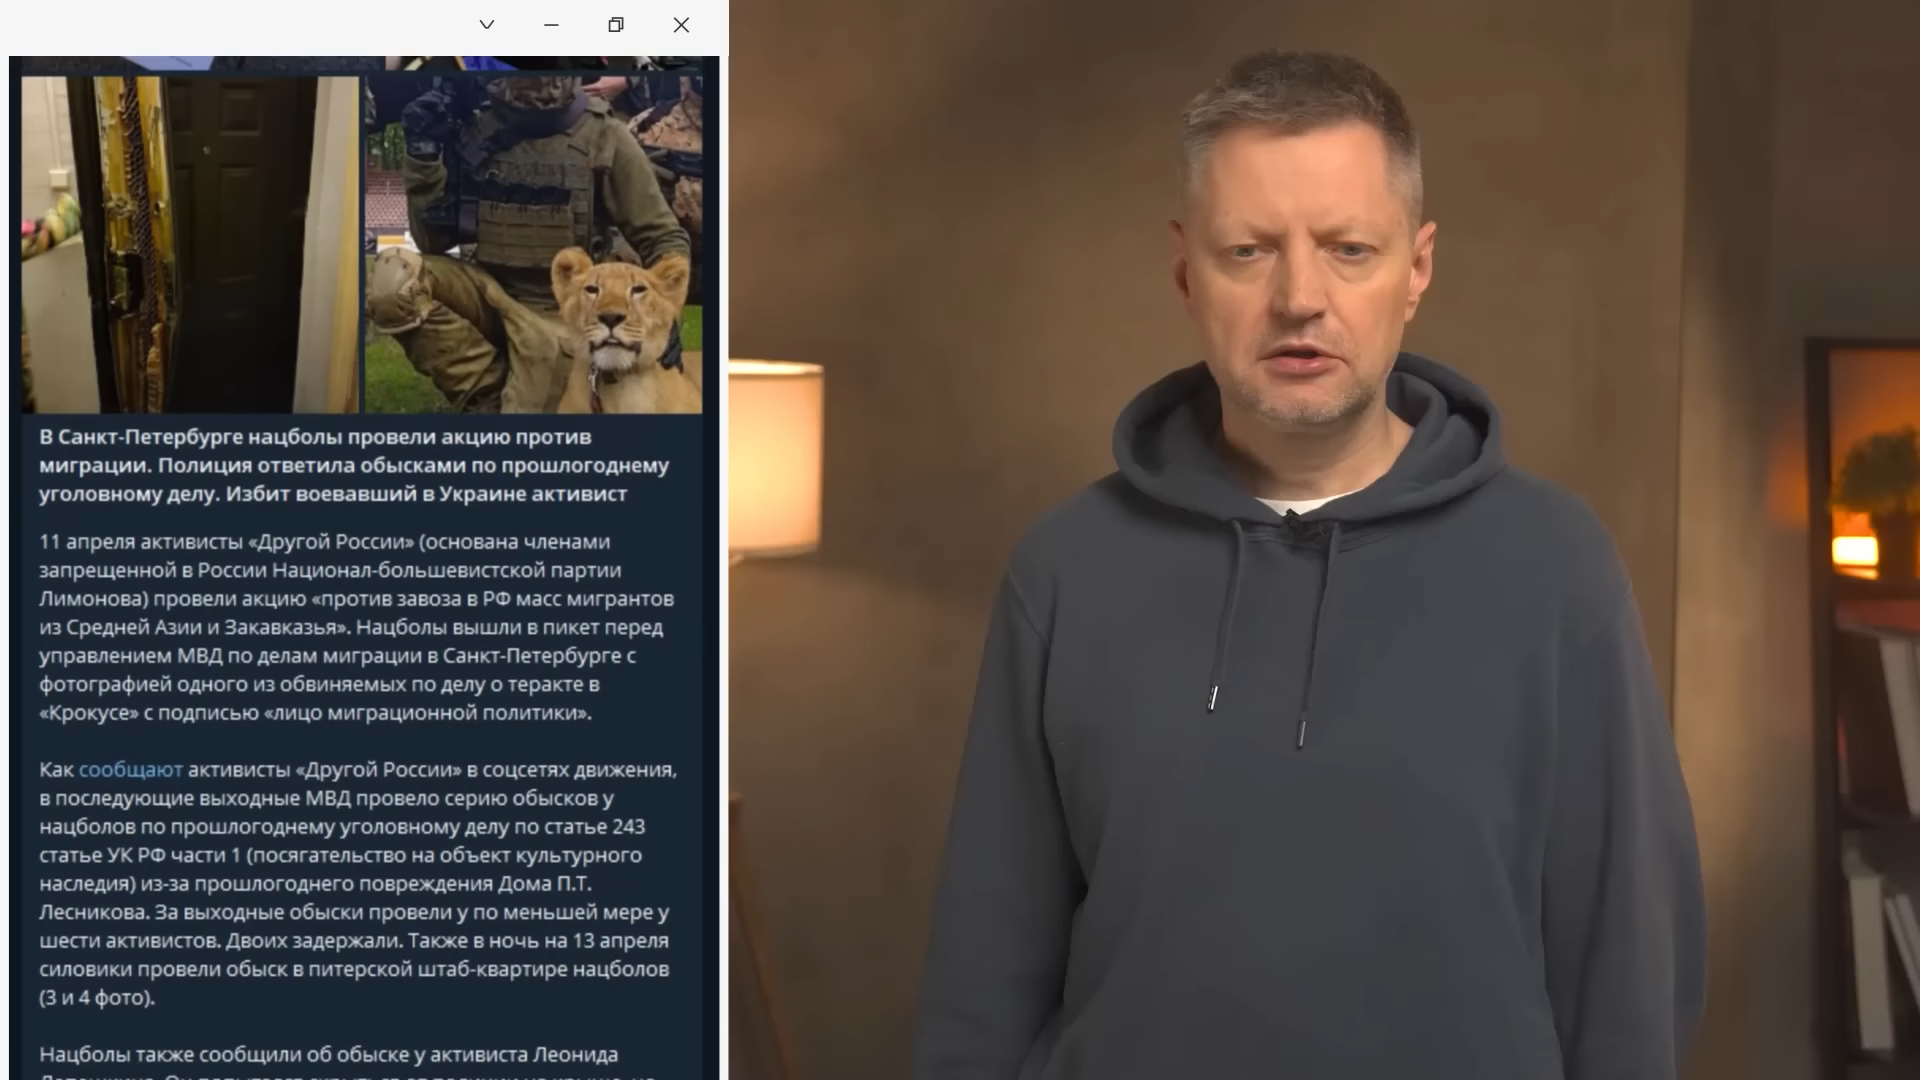 В Санкт-Петербурге нацболы провели акцию против
миграции. Полиция ответила обысками по прошлогоднему
уголовному делу. Избит воевавший в Украине активист
11 апреля активисты «Другой России» (основана членами
запрещенной в России Национал-большевистской партии
Лимонова) провели акцию «против завоза в РФ масс мигрантов
из Средней Азии и Закавказья». Нацболы вышли в пикет перед
управлением МВД по делам миграции в Санкт-Петербурге с
фотографией одного из обвиняемых по делу о теракте в
«Крокусе» с подписью «лицо миграционной политики».
Как сообщают активисты «Другой России» в соцсетях движения,
в последующие выходные МВД провело серию обысков у
нацболов по прошлогоднему уголовному делу по статье 243
статье УК РФ части 1 (посягательство на объект культурного
наследия) из-за прошлогоднего повреждения Дома П.Т.
Лесникова. За выходные обыски провели у по меньшей мере у
шести активистов. Двоих задержали. Также в ночь на 13 апреля
силовики провели обыск в питерской штаб-квартире нацболов
(3 и 4 фото).
Нацболы также сообщили об обыске у активиста Леонида